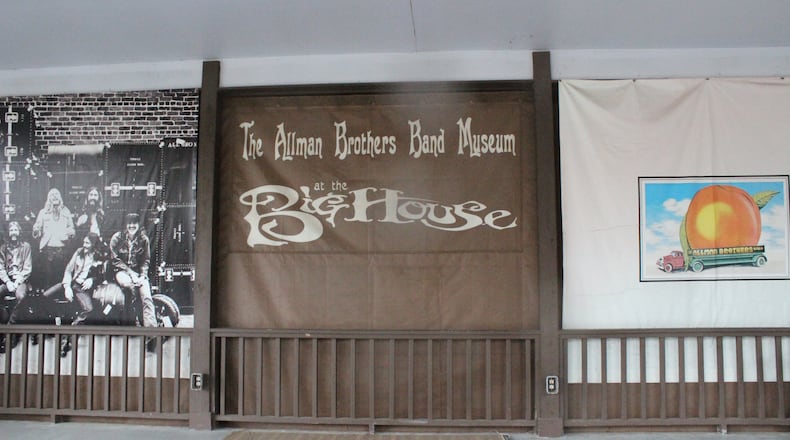 The Allman Brothers Band Museum
at the
Big House
ALLMAN BROTHERS